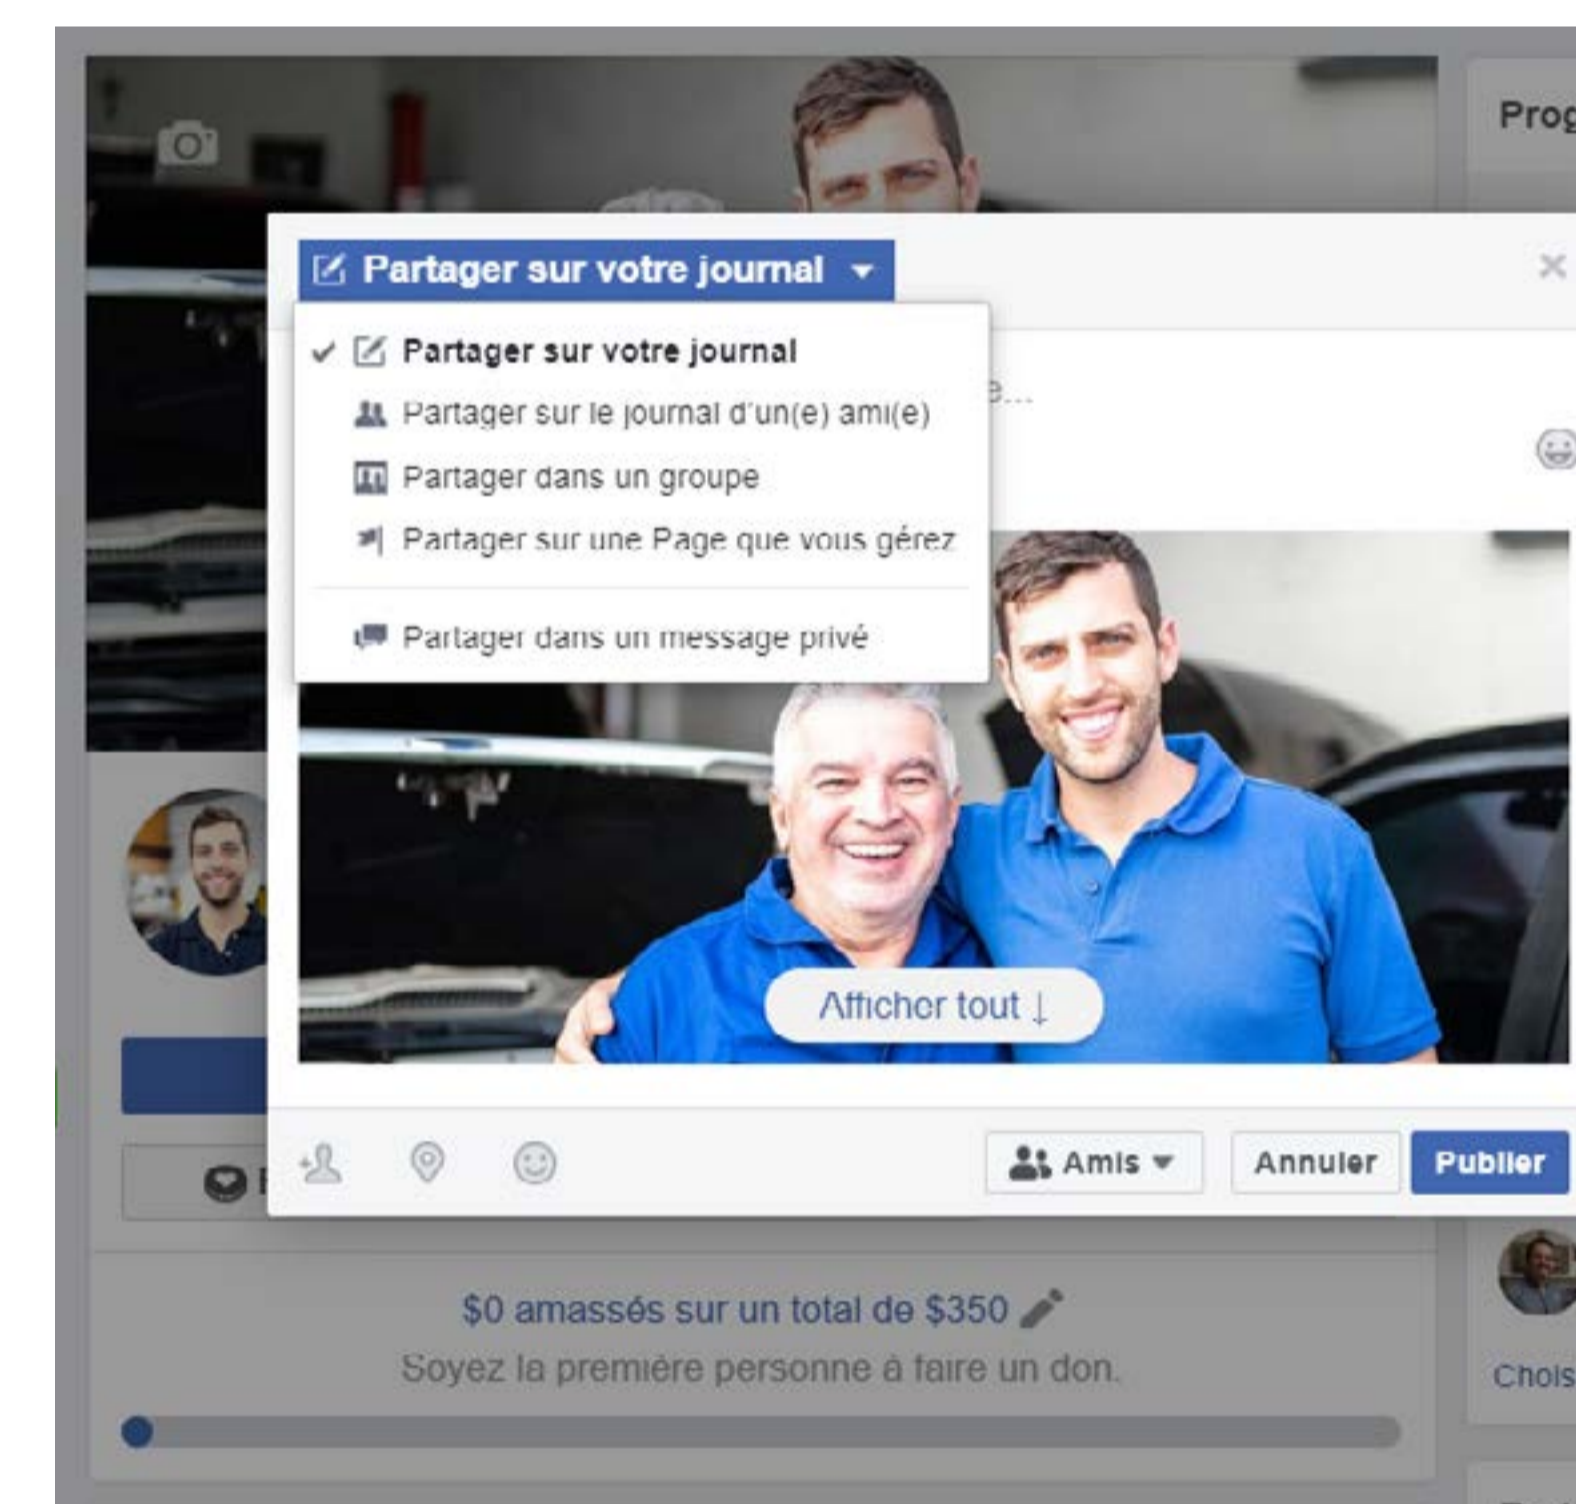 Partager sur votre journal
Partager sur votre journal
Partager sur le journal d'un(e) ami(e)
Partager dans un groupe
Partager sur une Page que vous gérez
Partager dans un message privé
Afficher tout ↓
Amis
Annuler
Publier
$0 amassés sur un total de $350
Soyez la première personne à faire un don.